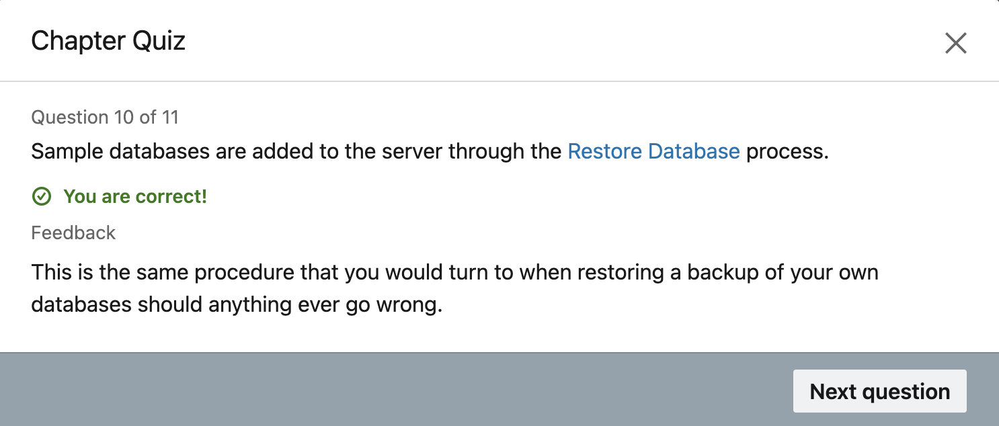 Chapter Quiz
Question 10 of 11
Sample databases are added to the server through the Restore Database process.
You are correct!
Feedback
This is the same procedure that you would turn to when restoring a backup of your own
databases should anything ever go wrong.
Next question